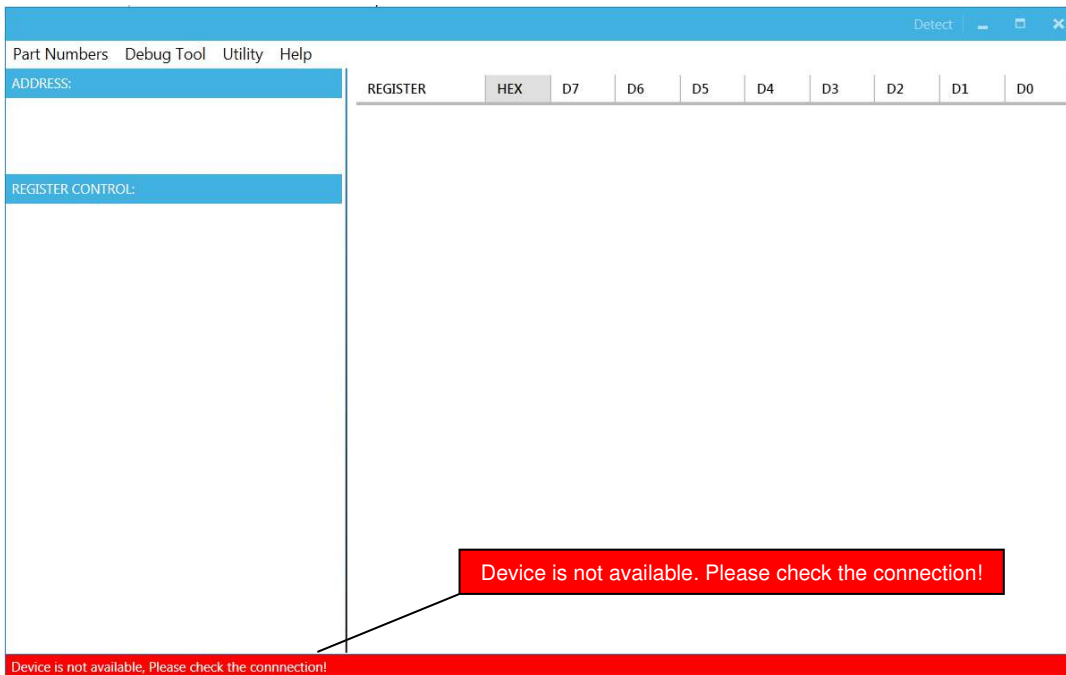 Detect
Part Numbers Debug Tool Utility Help
ADDRESS:
REGISTER HEX D7 D6 D5 D4 D3 D2 D1 D0
REGISTER CONTROL:
Device is not available. Please check the connection!
Device is not available, Please check the connnection!